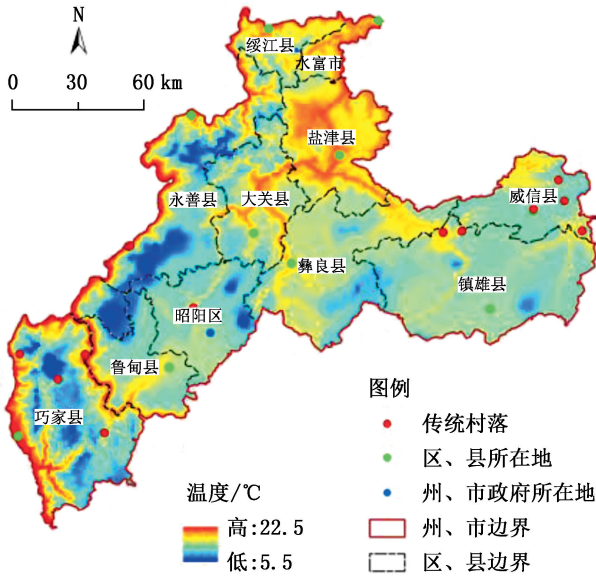 N
0 30 60 km
绥江县
水富市
盐津县
威信县
永善县
大关县
彝良县
镇雄县
昭阳区
鲁甸县
巧家县
图例
传统村落
区、县所在地
州、市政府所在地
州、市边界
区、县边界
温度/℃
高:22.5
低:5.5